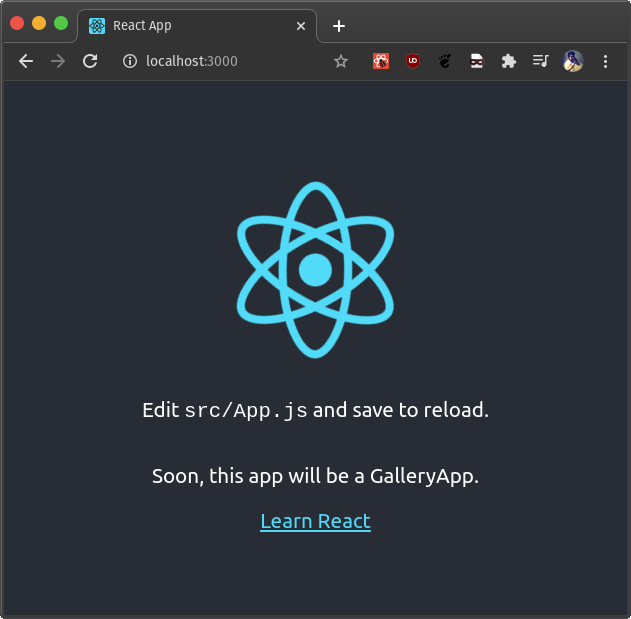 React App
localhost:3000
Edit src/App.js and save to reload.
Soon, this app will be a GalleryApp.
Learn React